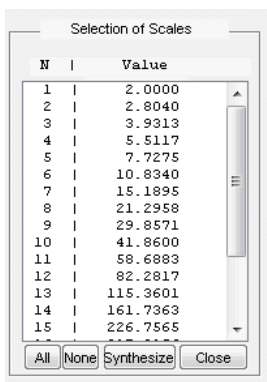 Selection of Scales
N | Value
1 | 2.0000
2 | 2.8040
3 | 3.9313
4 | 5.5117
5 | 7.7275
6 | 10.8340
7 | 15.1895
8 | 21.2958
9 | 29.8571
10 | 41.8600
11 | 58.6883
12 | 82.2817
13 | 115.3601
14 | 161.7363
15 | 226.7565
All None Synthesize Close